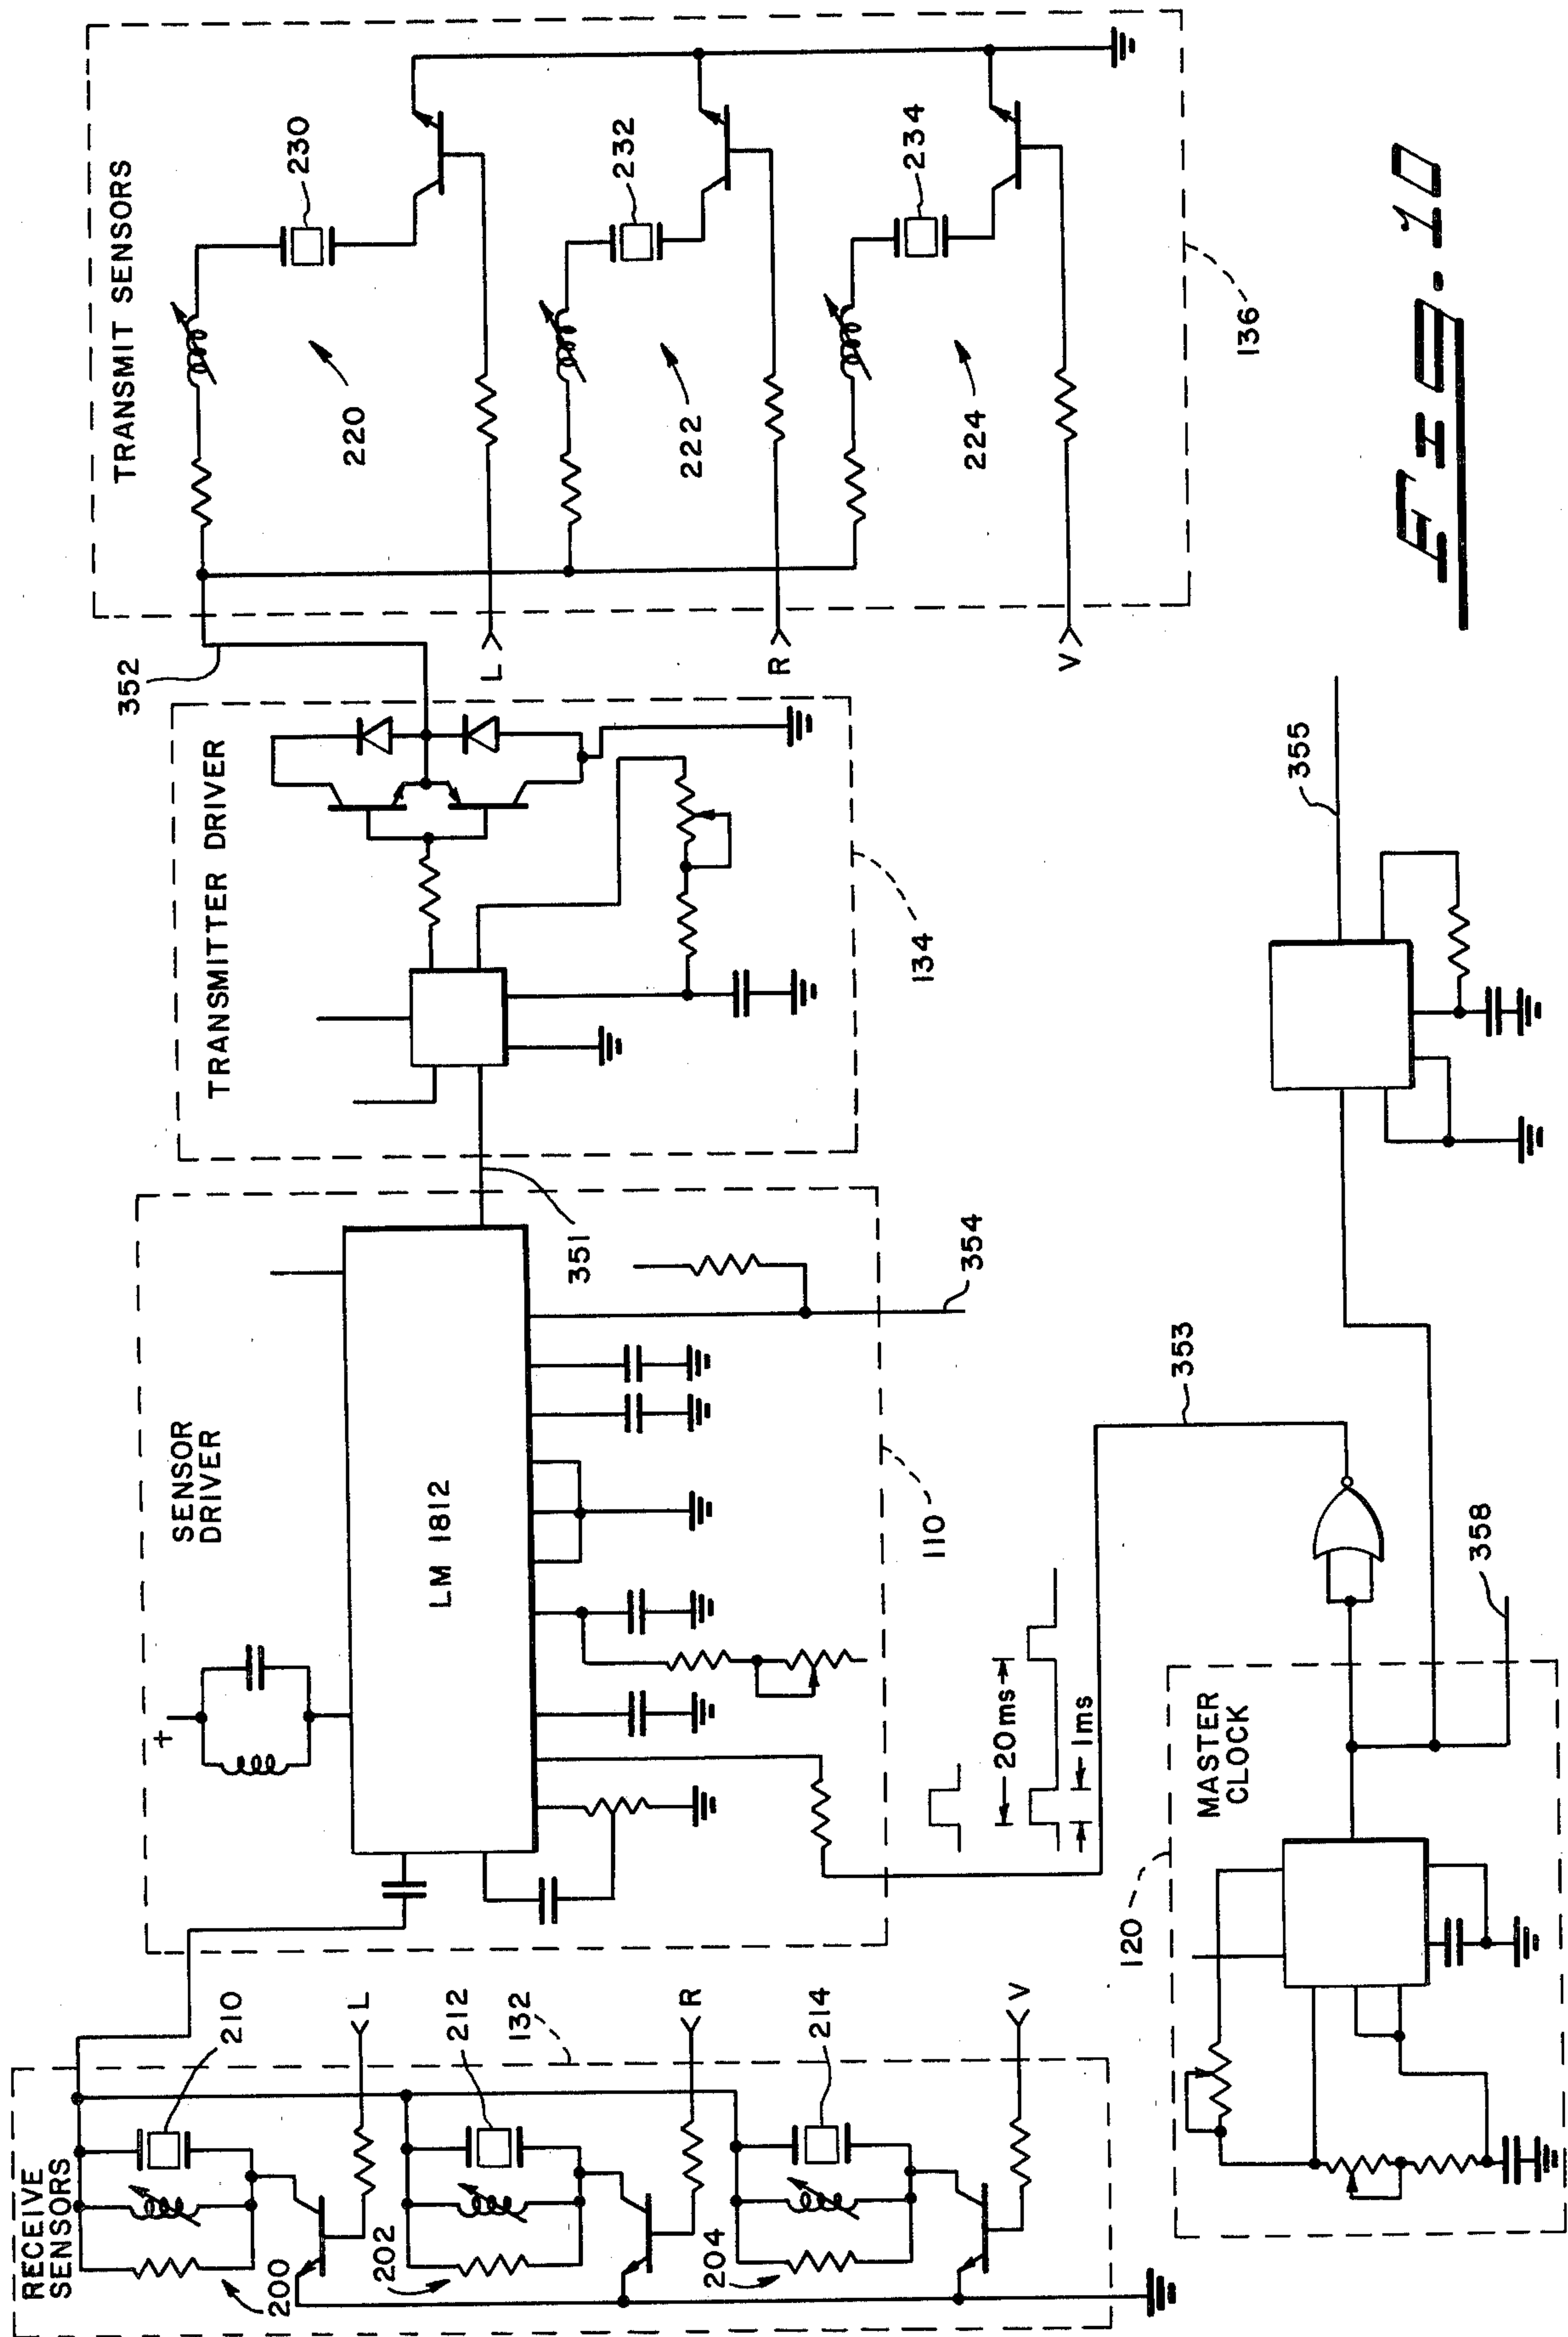 RECEIVE
SENSORS
210
L
200
212
132
R
202
214
V
204
SENSOR
DRIVER
+
LM 1812
351
354
110
20ms
1ms
353
TRANSMITTER DRIVER
134
352
TRANSMIT SENSORS
230
220
L
232
222
R
234
224
V
136
120
MASTER
CLOCK
358
355
FIG. 10